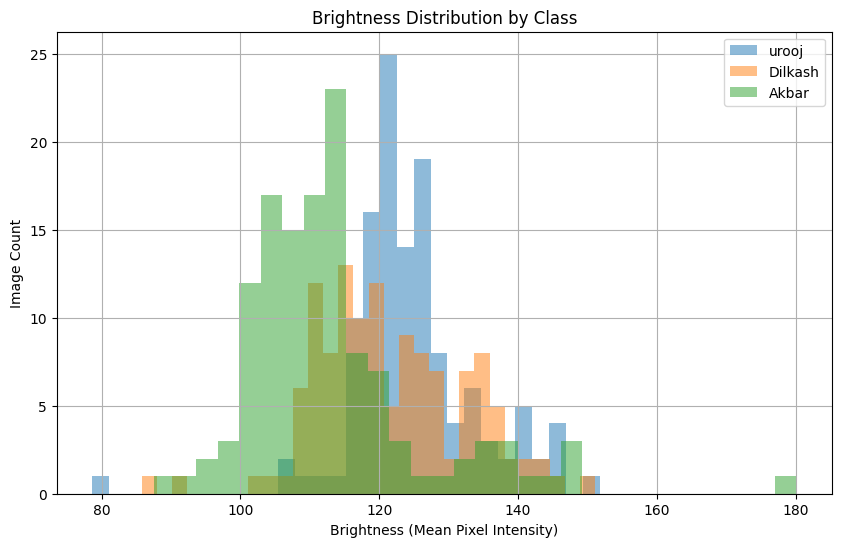 Brightness Distribution by Class
urooj
Dilkash
Akbar
25
20
15
10
5
0
Image Count
80 100 120 140 160 180
Brightness (Mean Pixel Intensity)